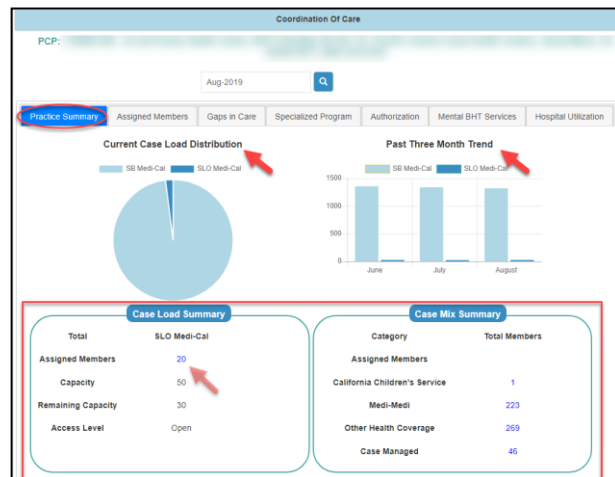 Coordination Of Care
PCP:
Aug-2019
Practice Summary Assigned Members Gaps in Care Specialized Program Authorization Mental BHT Services Hospital Utilization
Current Case Load Distribution
SB Medi-Cal SLO Medi-Cal
Past Three Month Trend
SB Medi-Cal SLO Medi-Cal
1500
1000
500
0
June July August
Case Load Summary
Total SLO Medi-Cal
Assigned Members 20
Capacity 50
Remaining Capacity 30
Access Level Open
Case Mix Summary
Category Total Members
Assigned Members
California Children's Service 1
Medi-Medi 223
Other Health Coverage 269
Case Managed 46